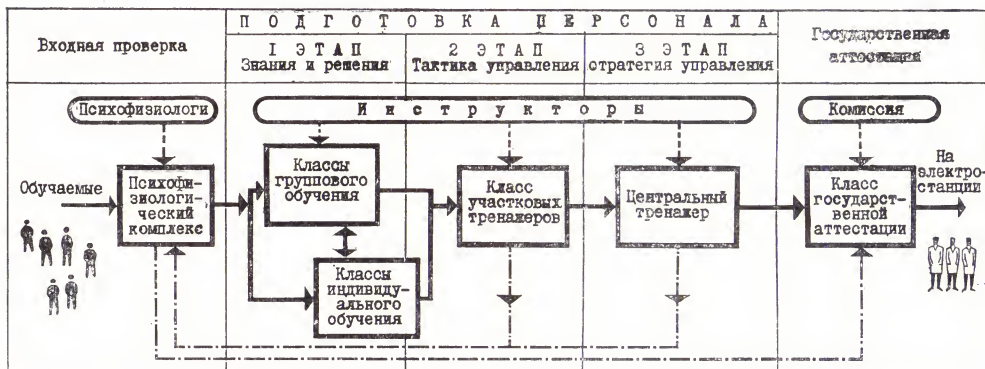 ПОДГОТОВКА ПЕРСОНАЛА
Входная проверка
1 ЭТАП
Знания и решения
2 ЭТАП
Тактика управления
3 ЭТАП
стратегия управления
Государственная
аттестация
Психофизиологи
Инструкторы
Комиссия
Обучаемые
Психофи-
зиологи-
ческий
комплекс
Классы
группового
обучения
Классы
индивиду-
ального
обучения
Класс
участковых
тренажеров
Центральный
тренажер
Класс
государст-
венной
аттестации
На
электро-
станции